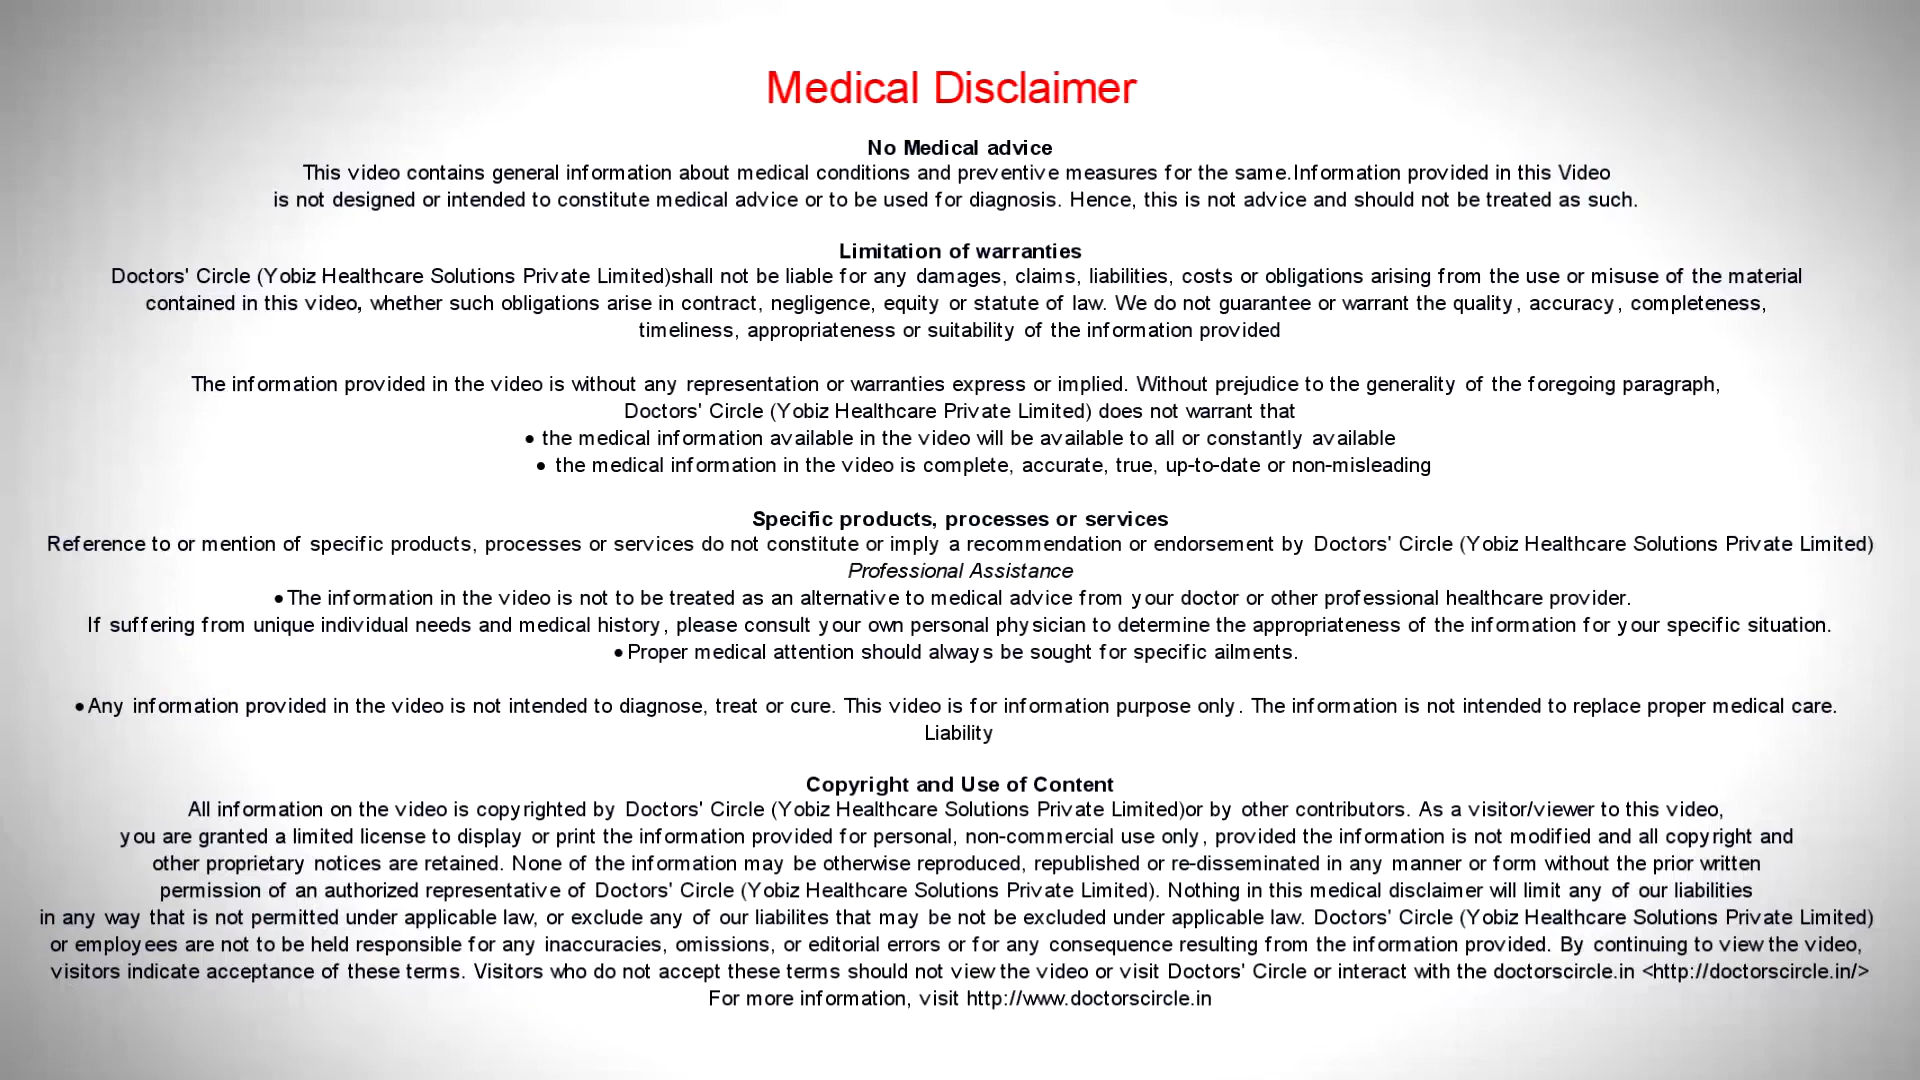 Medical Disclaimer
No Medical advice
This video contains general information about medical conditions and preventive measures for the same.Information provided in this Video
is not designed or intended to constitute medical advice or to be used for diagnosis. Hence, this is not advice and should not be treated as such.
Limitation of warranties
Doctors' Circle (Yobiz Healthcare Solutions Private Limited)shall not be liable for any damages, claims, liabilities, costs or obligations arising from the use or misuse of the material
contained in this video, whether such obligations arise in contract, negligence, equity or statute of law. We do not guarantee or warrant the quality, accuracy, completeness,
timeliness, appropriateness or suitability of the information provided
The information provided in the video is without any representation or warranties express or implied. Without prejudice to the generality of the foregoing paragraph,
Doctors' Circle (Yobiz Healthcare Private Limited) does not warrant that
• the medical information available in the video will be available to all or constantly available
• the medical information in the video is complete, accurate, true, up-to-date or non-misleading
Specific products, processes or services
Reference to or mention of specific products, processes or services do not constitute or imply a recommendation or endorsement by Doctors' Circle (Yobiz Healthcare Solutions Private Limited)
Professional Assistance
•The information in the video is not to be treated as an alternative to medical advice from your doctor or other professional healthcare provider.
If suffering from unique individual needs and medical history, please consult your own personal physician to determine the appropriateness of the information for your specific situation.
•Proper medical attention should always be sought for specific ailments.
•Any information provided in the video is not intended to diagnose, treat or cure. This video is for information purpose only. The information is not intended to replace proper medical care.
Liability
Copyright and Use of Content
All information on the video is copyrighted by Doctors' Circle (Yobiz Healthcare Solutions Private Limited)or by other contributors. As a visitor/viewer to this video,
you are granted a limited license to display or print the information provided for personal, non-commercial use only, provided the information is not modified and all copyright and
other proprietary notices are retained. None of the information may be otherwise reproduced, republished or re-disseminated in any manner or form without the prior written
permission of an authorized representative of Doctors' Circle (Yobiz Healthcare Solutions Private Limited). Nothing in this medical disclaimer will limit any of our liabilities
in any way that is not permitted under applicable law, or exclude any of our liabilites that may be not be excluded under applicable law. Doctors' Circle (Yobiz Healthcare Solutions Private Limited)
or employees are not to be held responsible for any inaccuracies, omissions, or editorial errors or for any consequence resulting from the information provided. By continuing to view the video,
visitors indicate acceptance of these terms. Visitors who do not accept these terms should not view the video or visit Doctors' Circle or interact with the doctorscircle.in <http://doctorscircle.in/>
For more information, visit http://www.doctorscircle.in